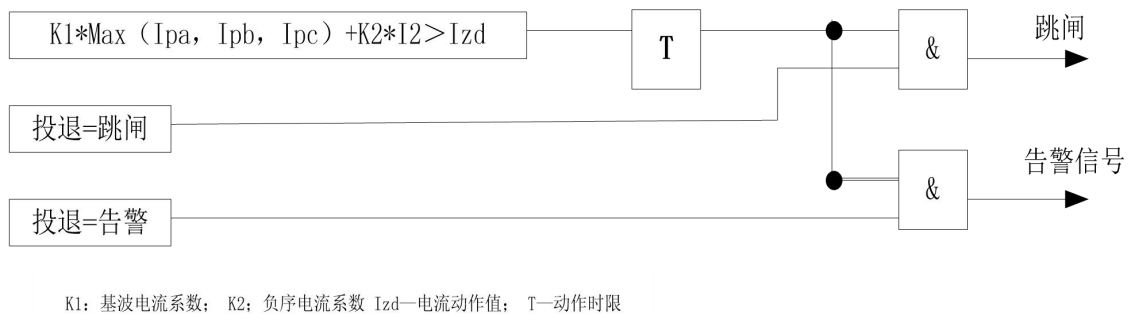 K1*Max（Ipa，Ipb，Ipc）+K2*I2＞Izd
T
&
跳闸
投退=跳闸
&
告警信号
投退=告警
K1：基波电流系数； K2；负序电流系数 Izd—电流动作值； T—动作时限